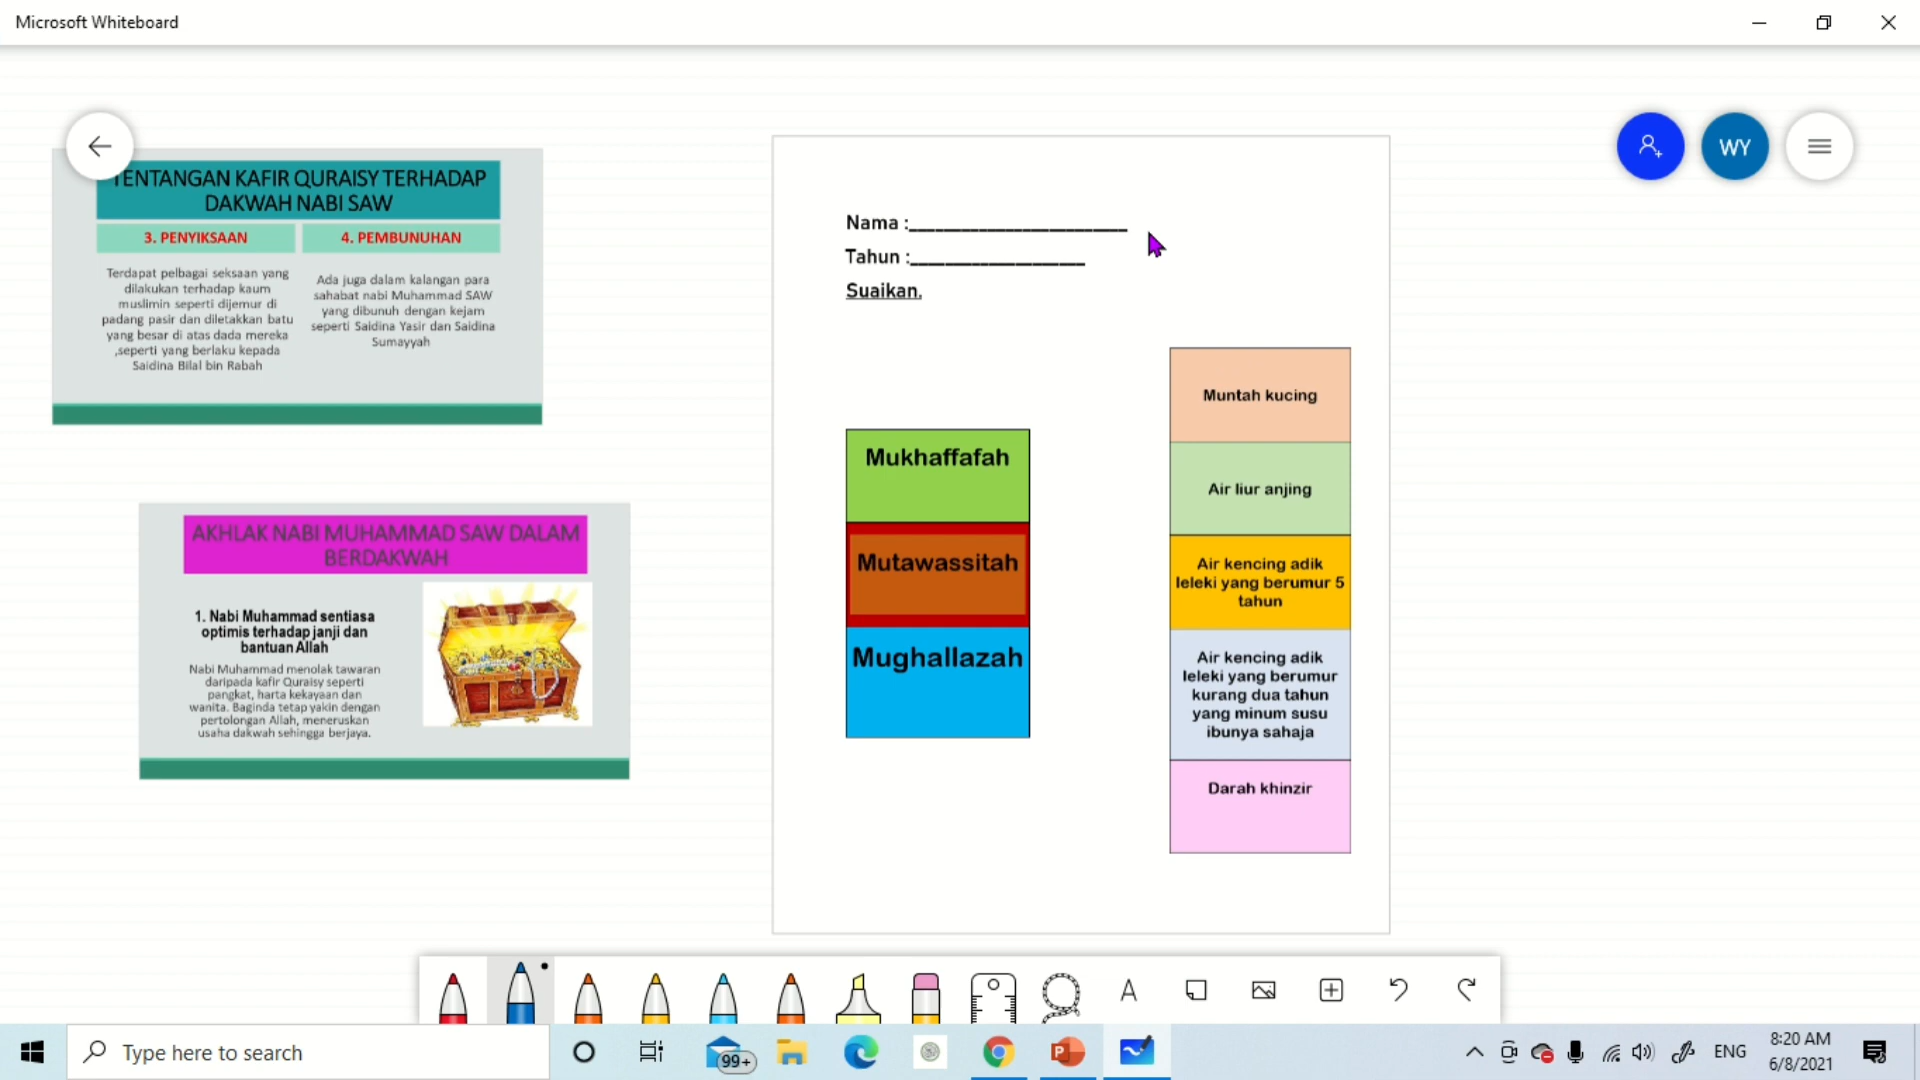 Microsoft Whiteboard
TENTANGAN KAFIR QURAISY TERHADAP
DAKWAH NABI SAW
3. PENYIKSAAN
4. PEMBUNUHAN
Terdapat pelbagai seksaan yang
dilakukan terhadap kaum
muslimin seperti dijemur di
padang pasir dan diletakkan batu
yang besar di atas dada mereka
,seperti yang berlaku kepada
Saidina Bilal bin Rabah
Ada juga dalam kalangan para
sahabat nabi Muhammad SAW
yang dibunuh dengan kejam
seperti Saidina Yasir dan Saidina
Sumayyah
AKHLAK NABI MUHAMMAD SAW DALAM
BERDAKWAH
1. Nabi Muhammad sentiasa
optimis terhadap janji dan
bantuan Allah
Nabi Muhammad menolak tawaran
daripada kafir Quraisy seperti
pangkat, harta kekayaan dan
wanita. Baginda tetap yakin dengan
pertolongan Allah, meneruskan
usaha dakwah sehingga berjaya.
Nama :_________________________
Tahun :____________________
Suaikan.
Mukhaffafah
Mutawassitah
Mughallazah
Muntah kucing
Air liur anjing
Air kencing adik
leleki yang berumur 5
tahun
Air kencing adik
leleki yang berumur
kurang dua tahun
yang minum susu
ibunya sahaja
Darah khinzir
WY
A
Type here to search
99+
ENG
8:20 AM
6/8/2021